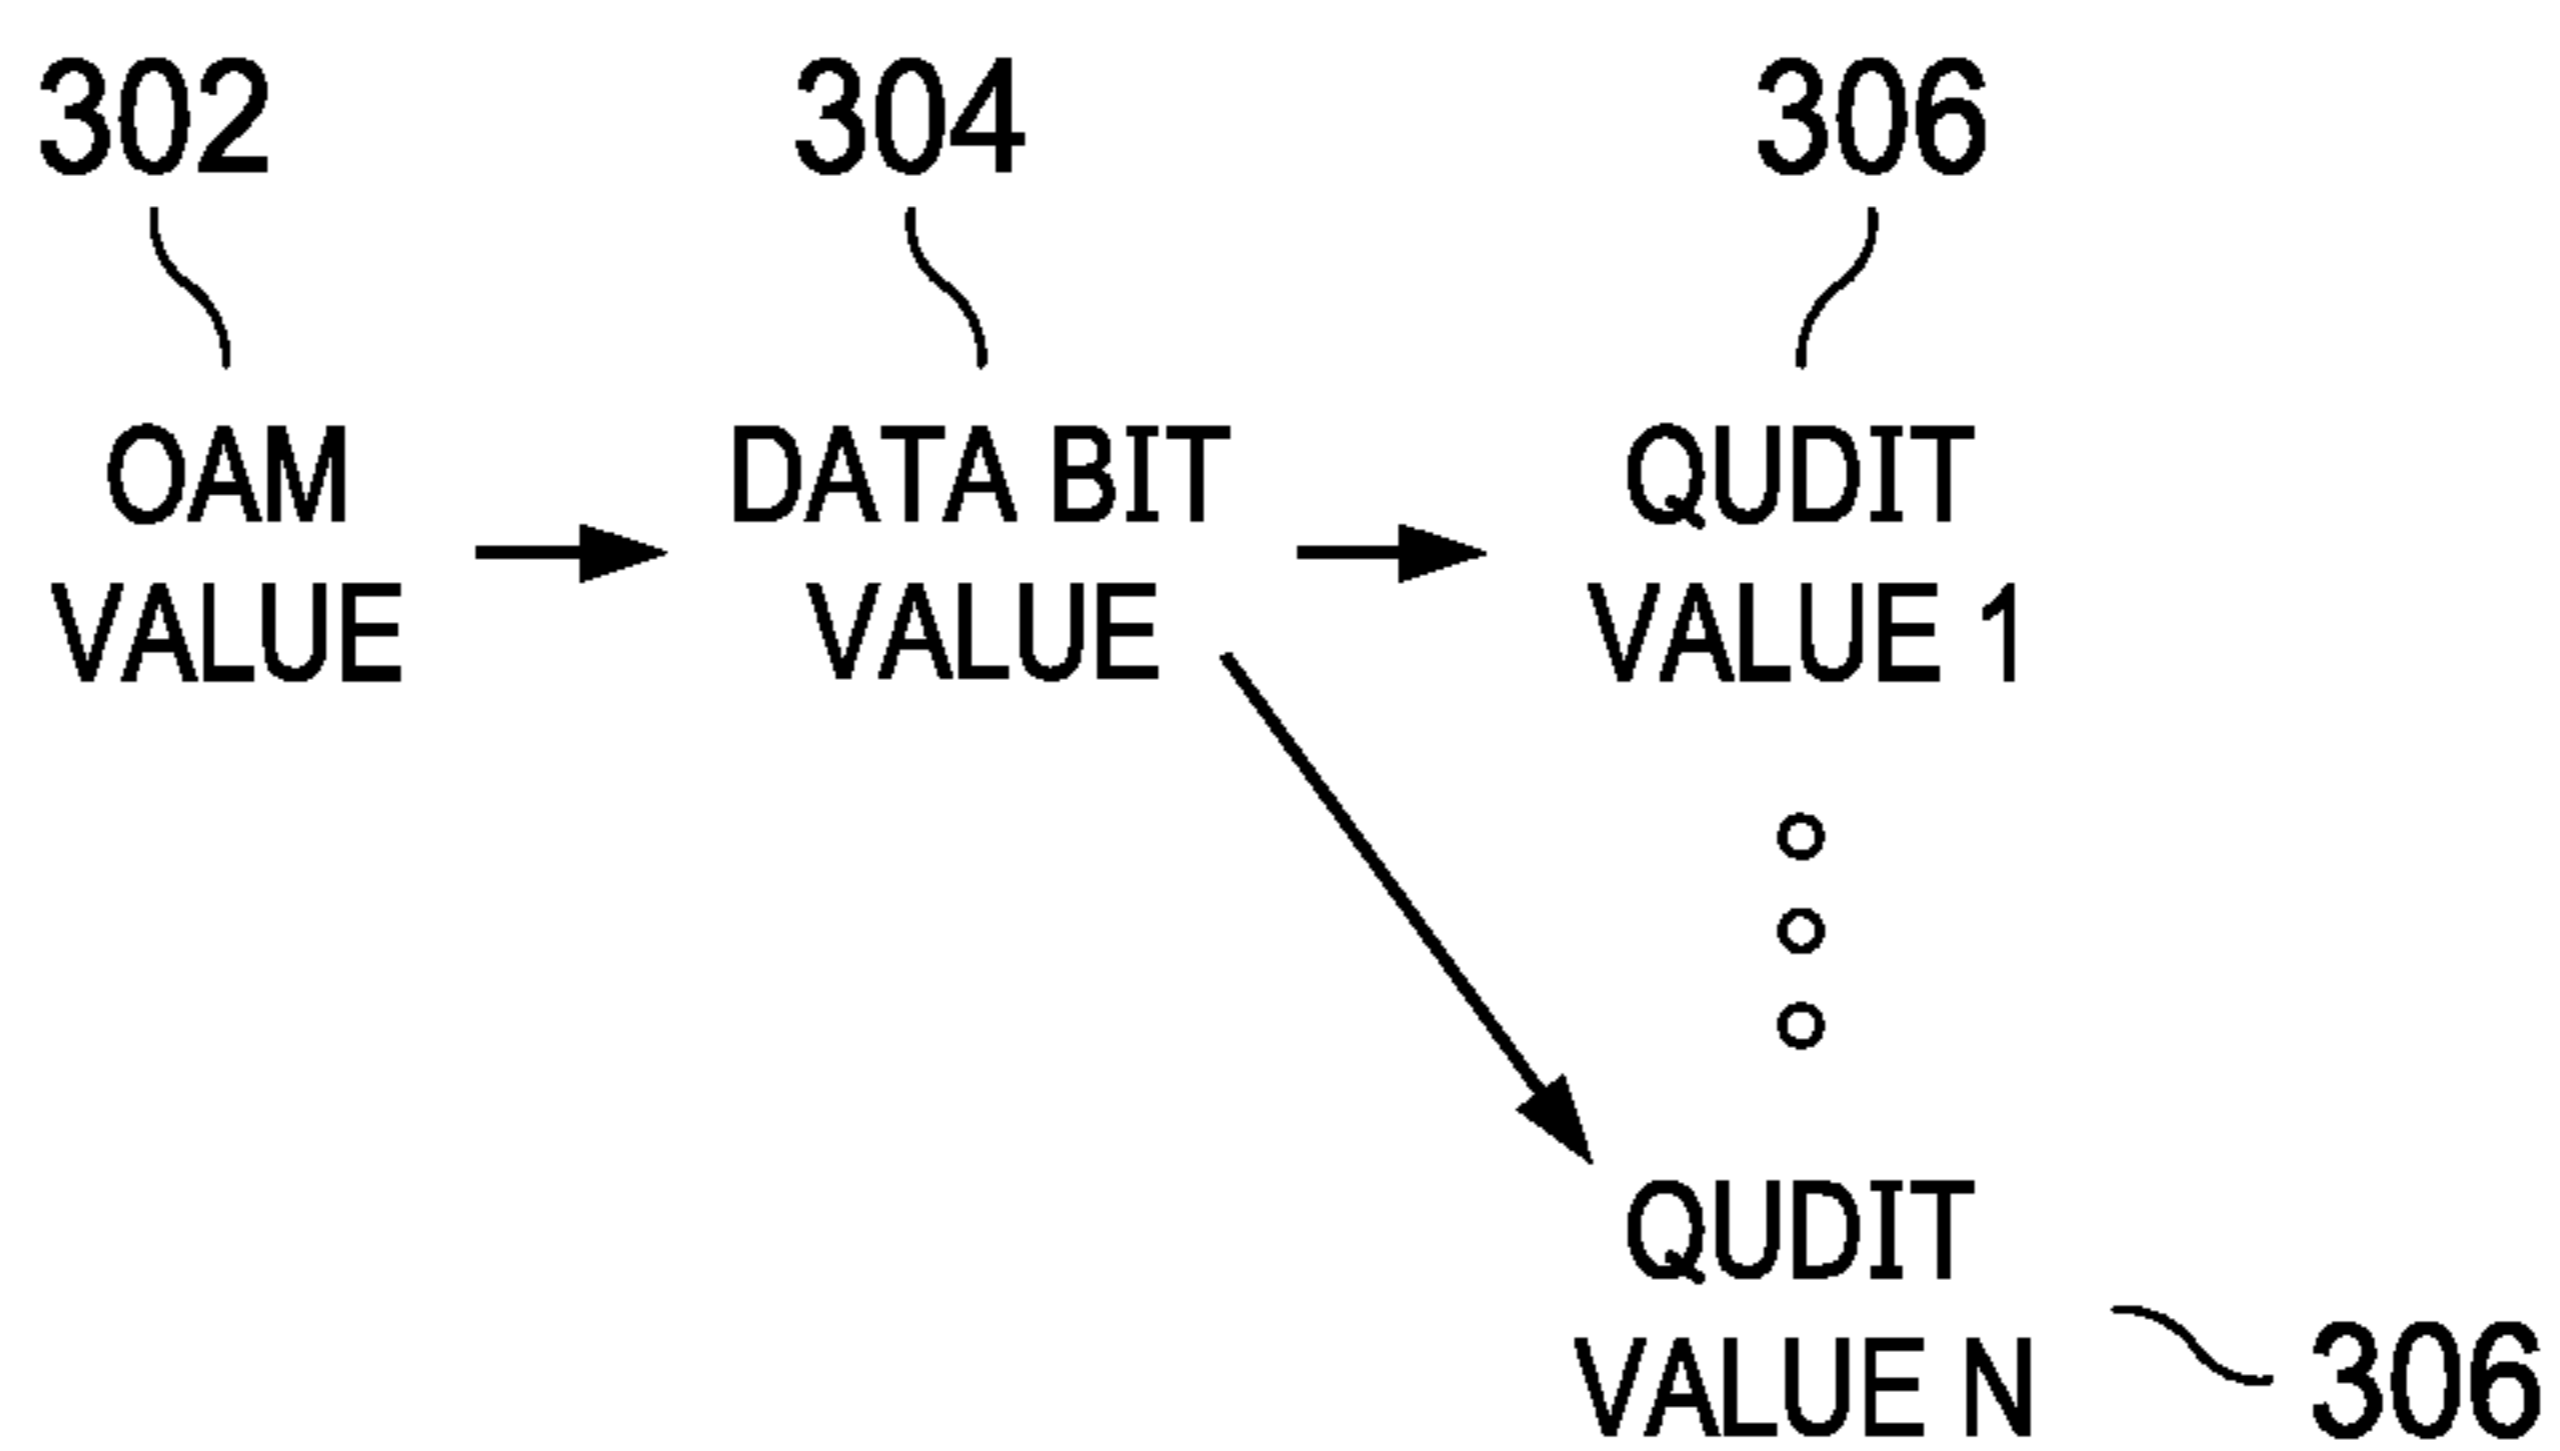 302
304
306
OAM
VALUE
DATA BIT
VALUE
QUDIT
VALUE 1
QUDIT
VALUE N
306